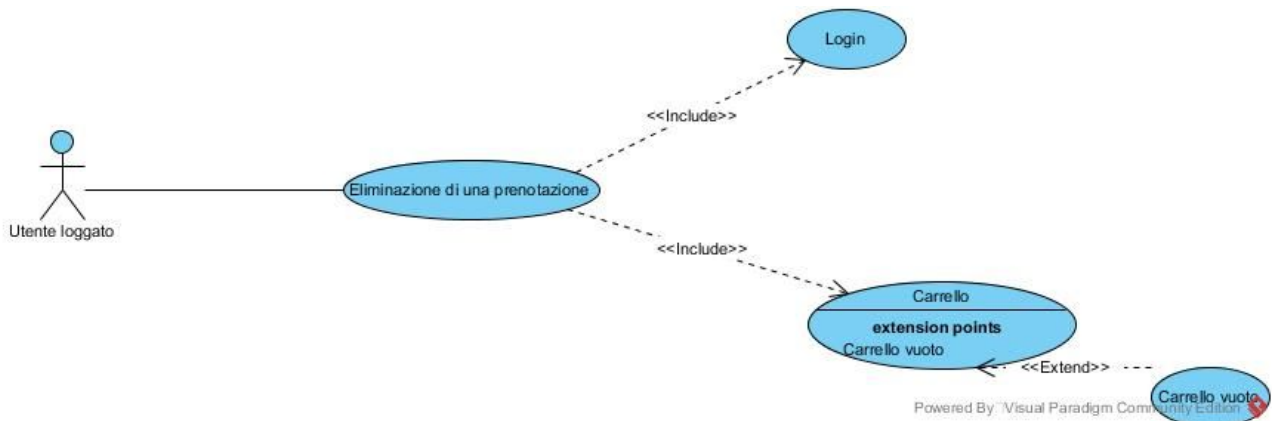 Login
<<Include>>
Eliminazione di una prenotazione
Utente loggato
<<Include>>
Carrello
extension points
Carrello vuoto
<<Extend>>
Carrello vuoto
Powered By Visual Paradigm Community Edition